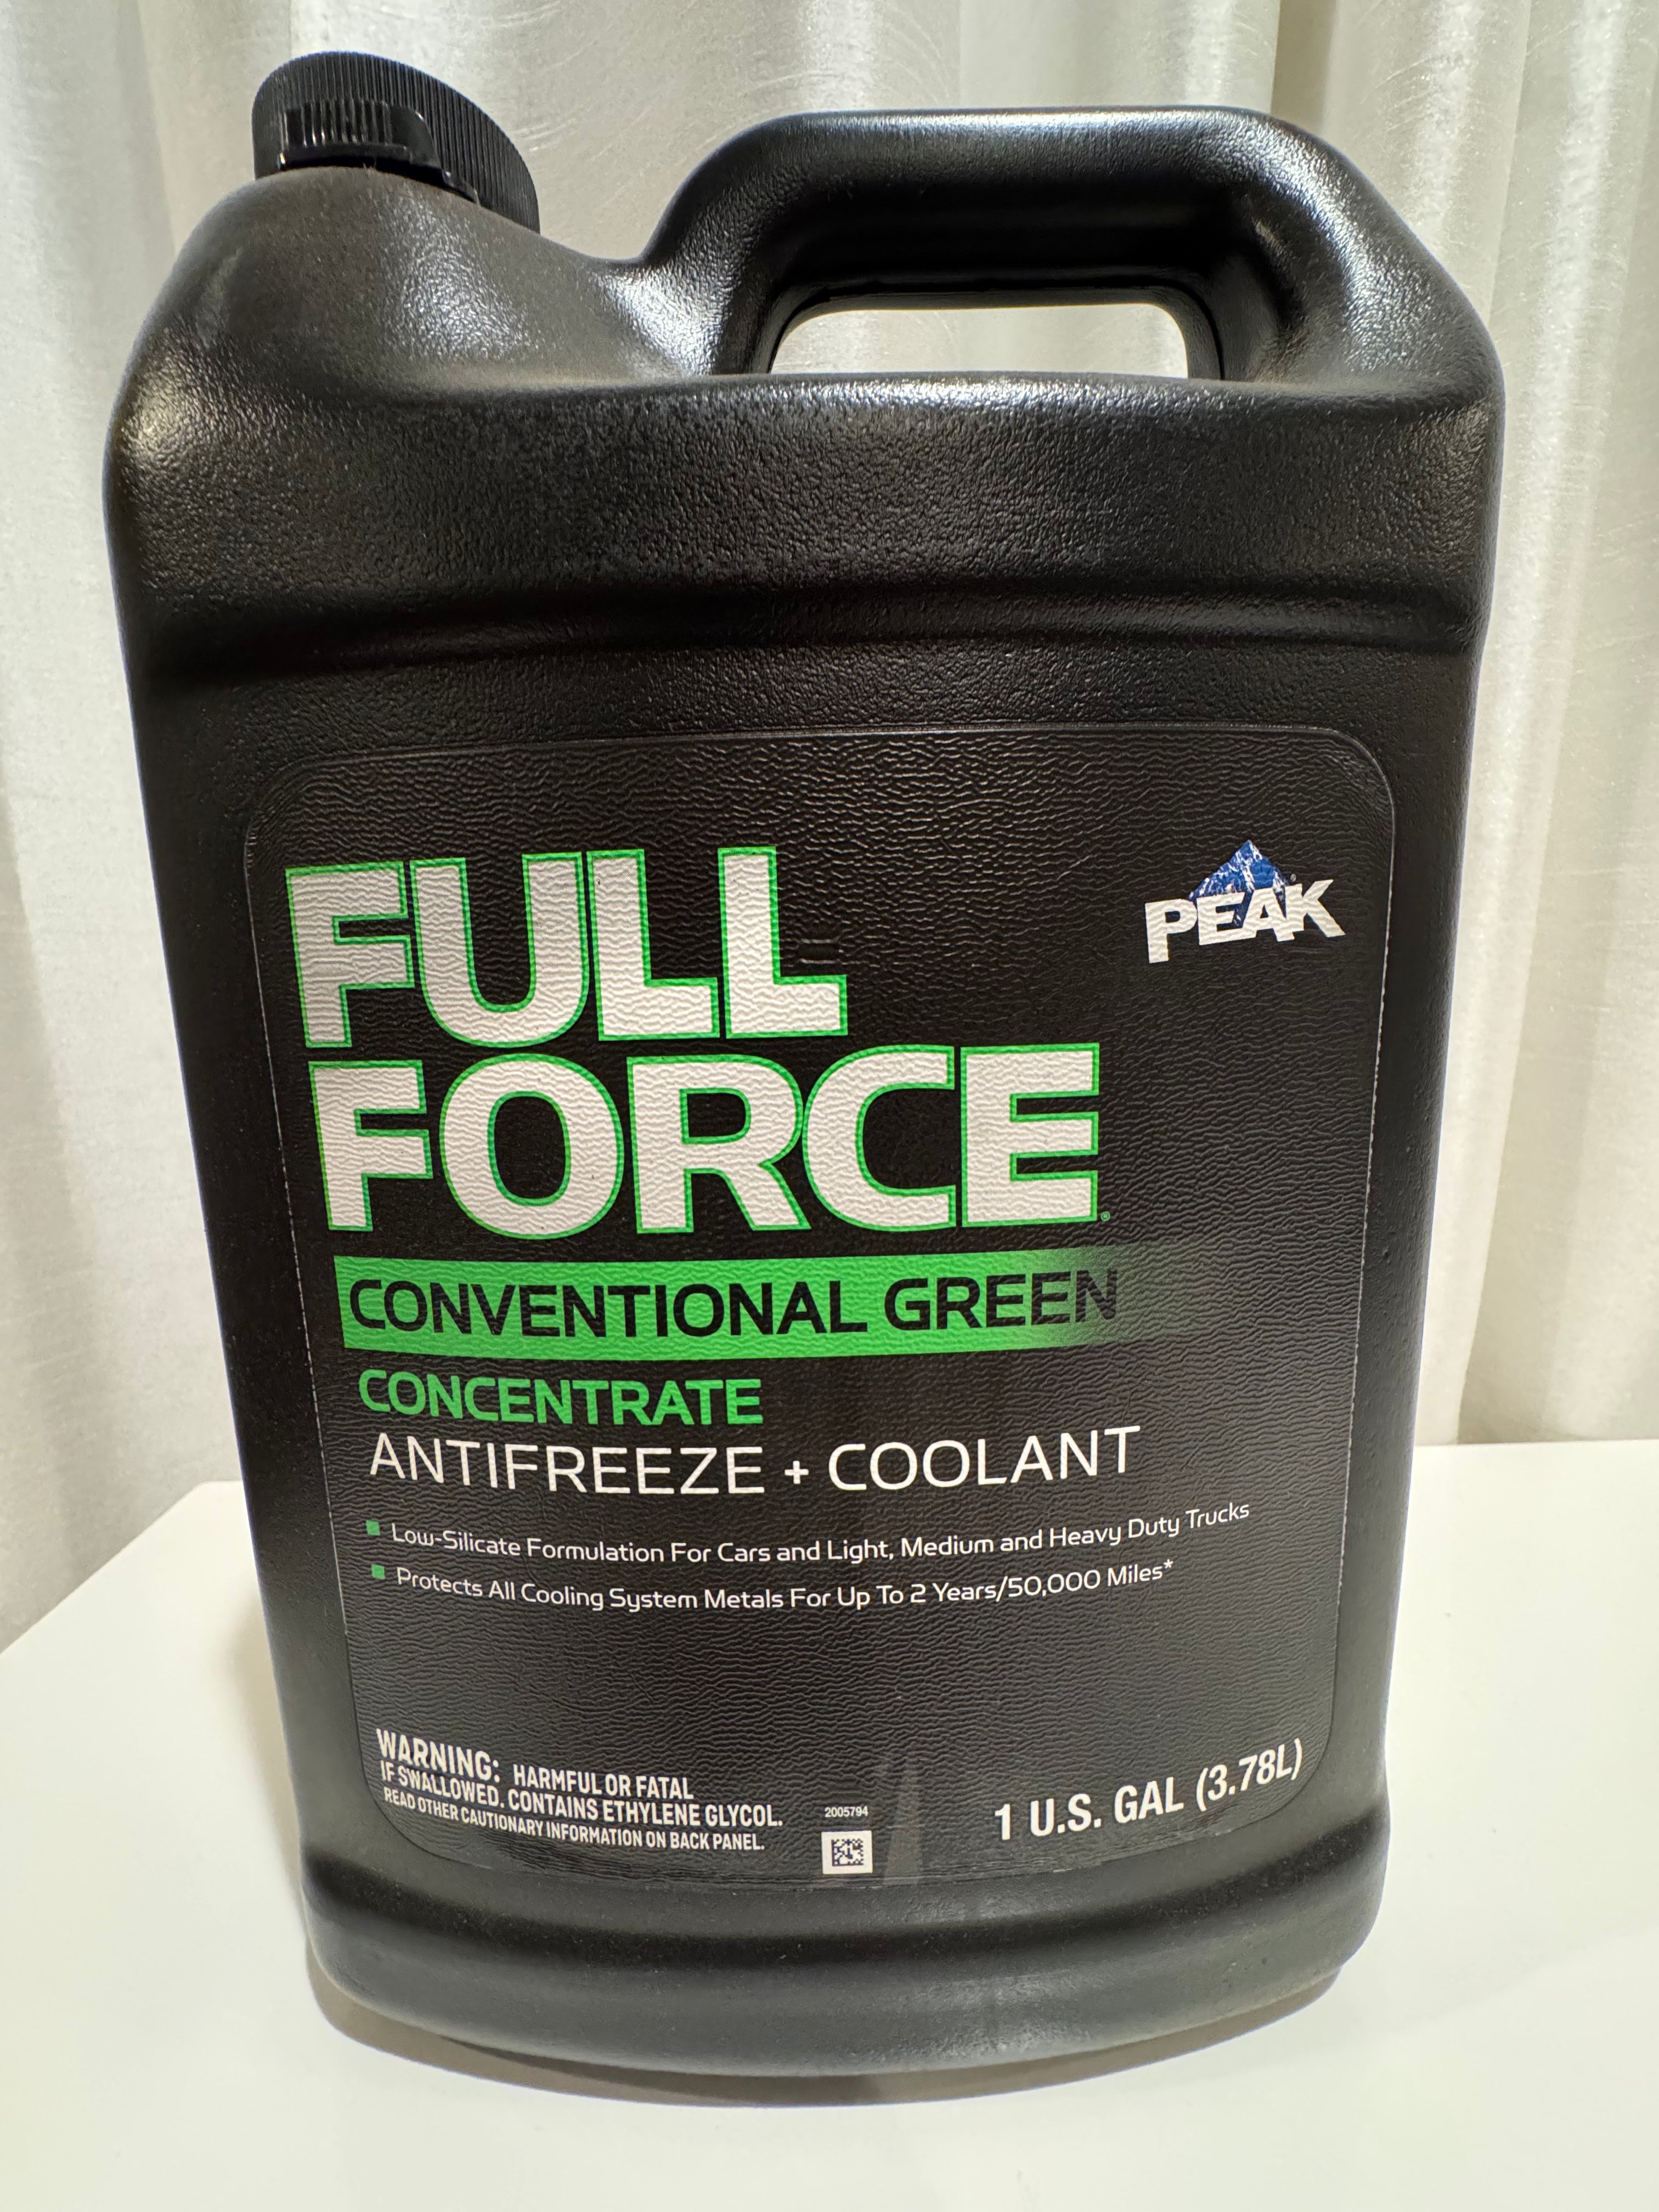 PEAK
FULL
FORCE
CONVENTIONAL GREEN
CONCENTRATE
ANTIFREEZE + COOLANT
Low-Silicate Formulation For Cars and Light, Medium and Heavy Duty Trucks
Protects All Cooling System Metals For Up To 2 Years/50,000 Miles*
WARNING: HARMFUL OR FATAL
IF SWALLOWED. CONTAINS ETHYLENE GLYCOL.
READ OTHER CAUTIONARY INFORMATION ON BACK PANEL.
2005794
1 U.S. GAL (3.78L)